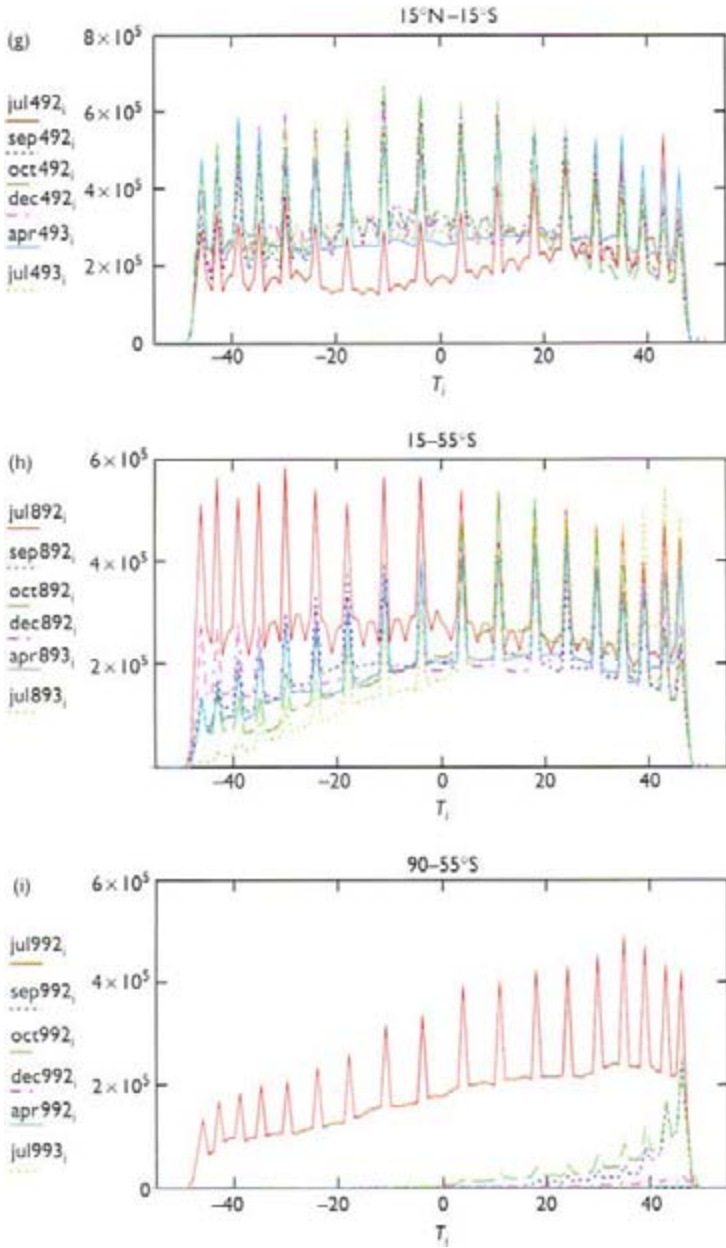 15°N–15°S
(g)
jul492ᵢ
sep492ᵢ
oct492ᵢ
dec492ᵢ
apr493ᵢ
jul493ᵢ
8×10⁵
6×10⁵
4×10⁵
2×10⁵
0
−40 −20 0 20 40
Tᵢ
15–55°S
(h)
jul892ᵢ
sep892ᵢ
oct892ᵢ
dec892ᵢ
apr893ᵢ
jul893ᵢ
6×10⁵
4×10⁵
2×10⁵
−40 −20 0 20 40
Tᵢ
90–55°S
(i)
jul992ᵢ
sep992ᵢ
oct992ᵢ
dec992ᵢ
apr992ᵢ
jul993ᵢ
6×10⁵
4×10⁵
2×10⁵
0
−40 −20 0 20 40
Tᵢ